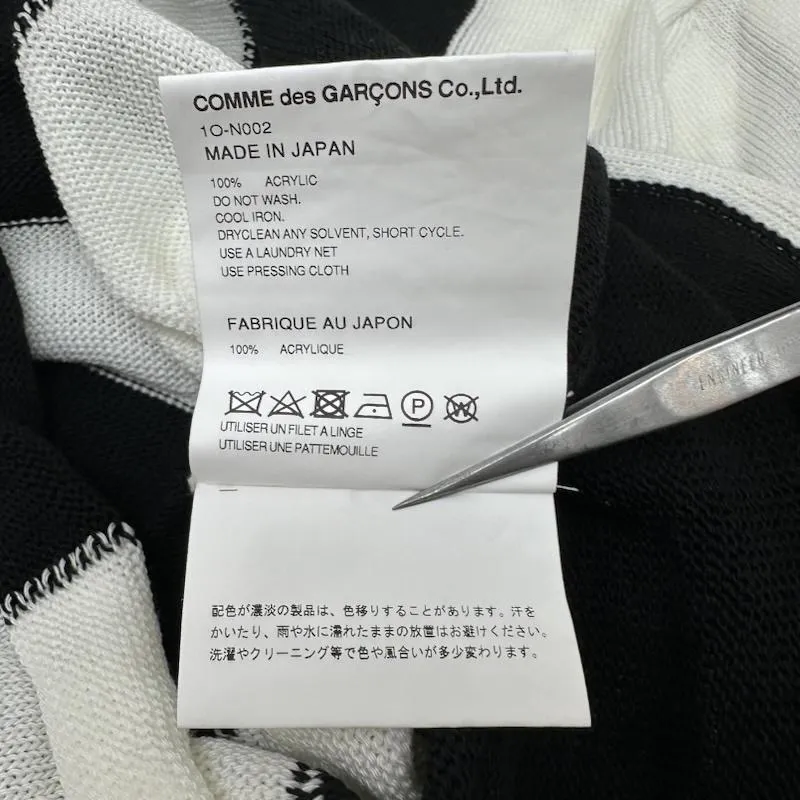 COMME des GARÇONS Co.,Ltd.
1O-N002
MADE IN JAPAN
100% ACRYLIC
DO NOT WASH.
COOL IRON.
DRYCLEAN ANY SOLVENT, SHORT CYCLE.
USE A LAUNDRY NET
USE PRESSING CLOTH
FABRIQUE AU JAPON
100% ACRYLIQUE
P W
UTILISER UN FILET A LINGE
UTILISER UNE PATTEMOUILLE
ENGINEER
配色が濃淡の製品は、色移りすることがあります。汗を
かいたり、雨や水に濡れたままの放置はお避けください。
洗濯やクリーニング等で色や風合いが多少変わります。